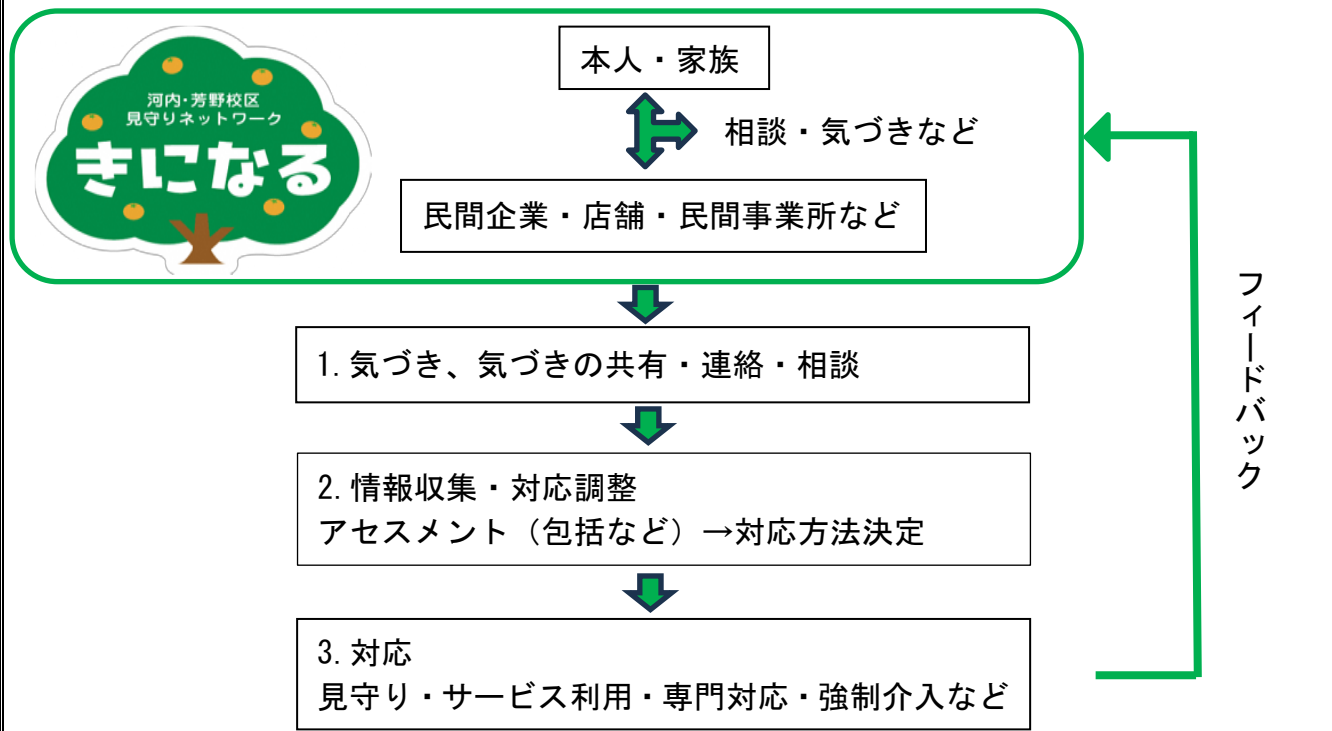 本人・家族
河内・芳野校区
見守りネットワーク
きになる
相談・気づきなど
民間企業・店舗・民間事業所など
1.気づき、気づきの共有・連絡・相談
2.情報収集・対応調整
アセスメント（包括など）→対応方法決定
3.対応
見守り・サービス利用・専門対応・強制介入など
フィードバック